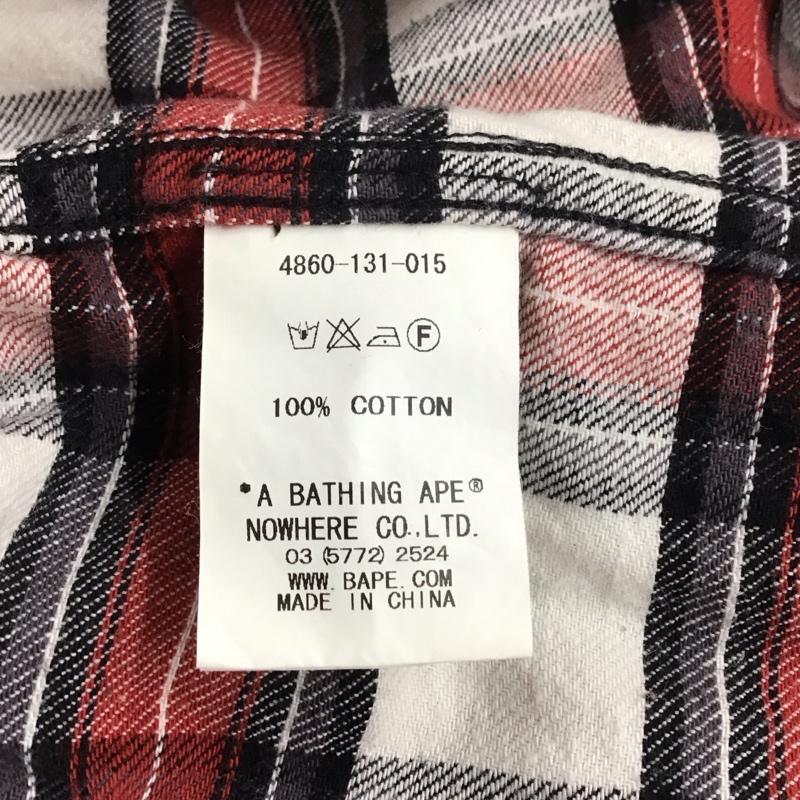 4860-131-015
F
100% COTTON
*A BATHING APE®
NOWHERE CO.,LTD.
03 (5772) 2524
WWW. BAPE. COM
MADE IN CHINA